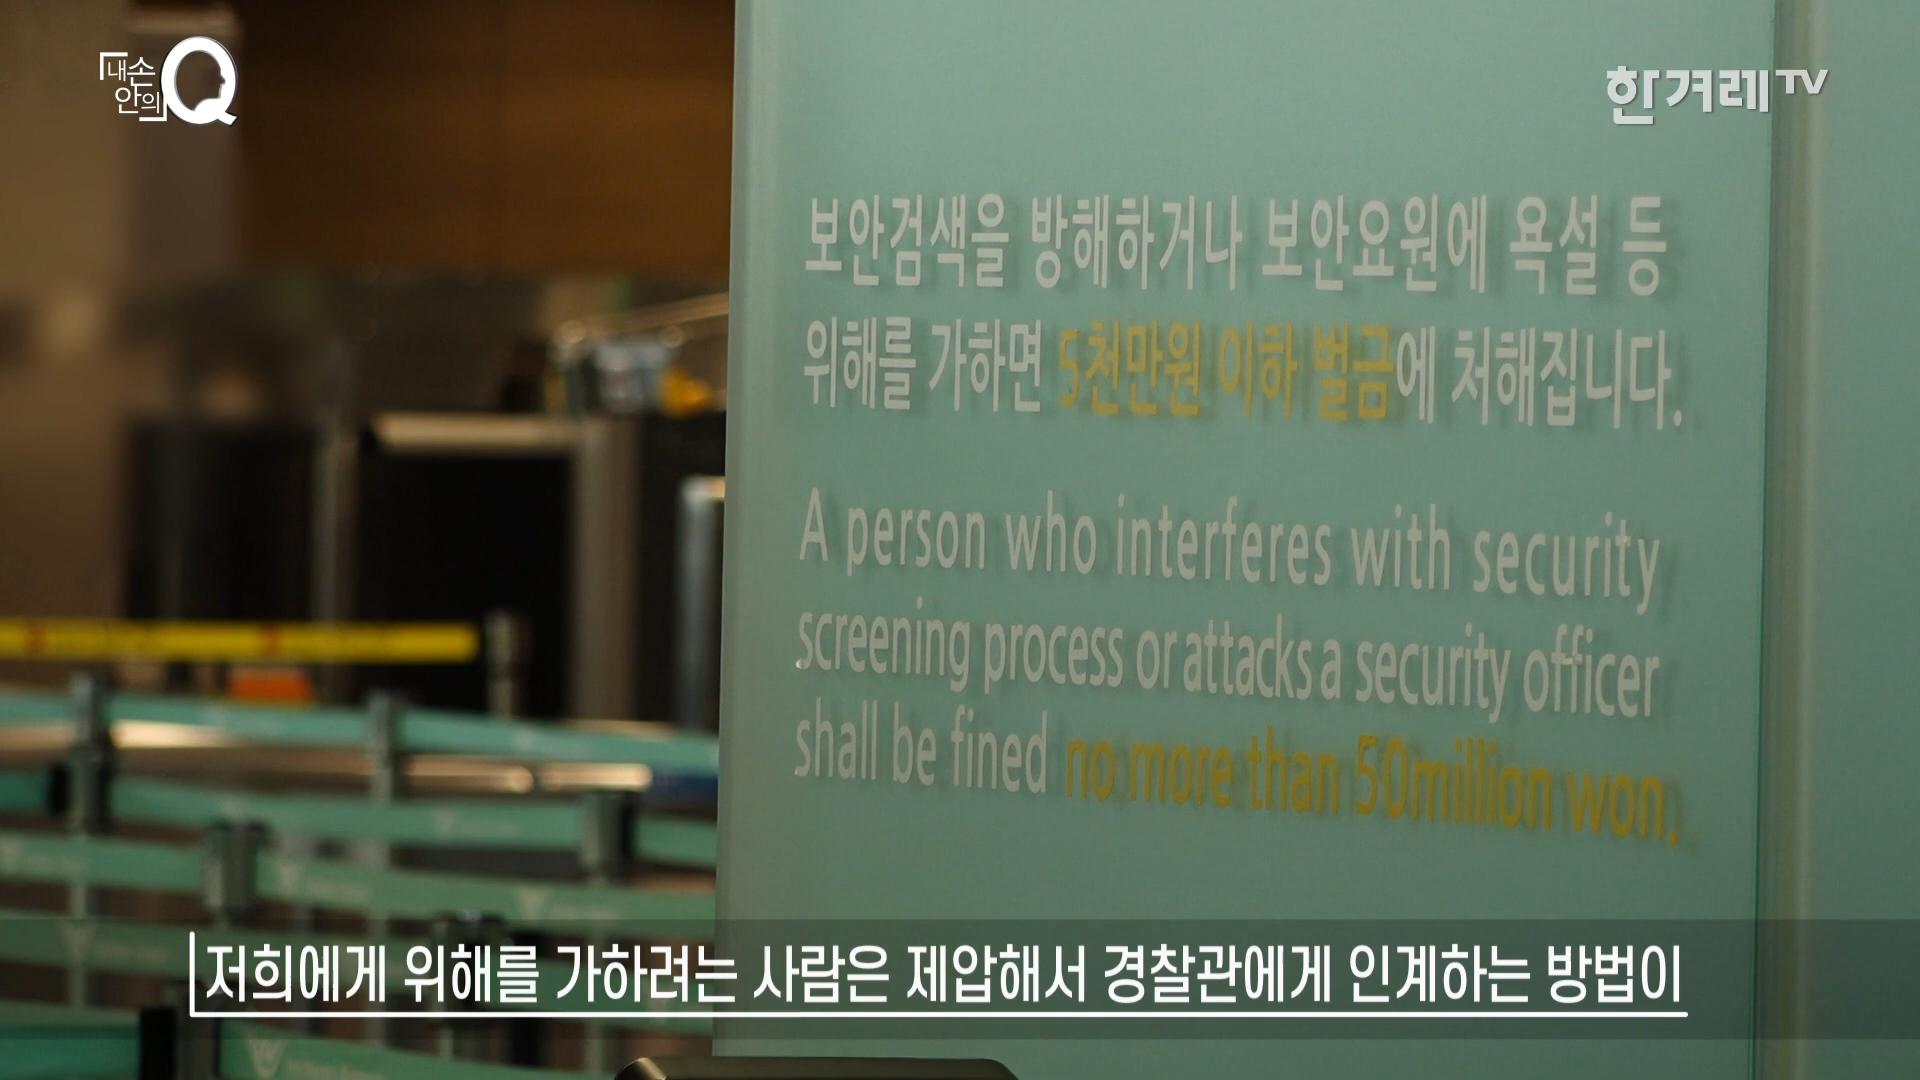 「내손
안의」Q
한겨레TV
보안검색을 방해하거나 보안요원에 욕설 등
위해를 가하면 5천만원 이하 벌금에 처해집니다.
A person who interferes with security
screening process or attacks a security officer
shall be fined no more than 50million won.
저희에게 위해를 가하려는 사람은 제압해서 경찰관에게 인계하는 방법이